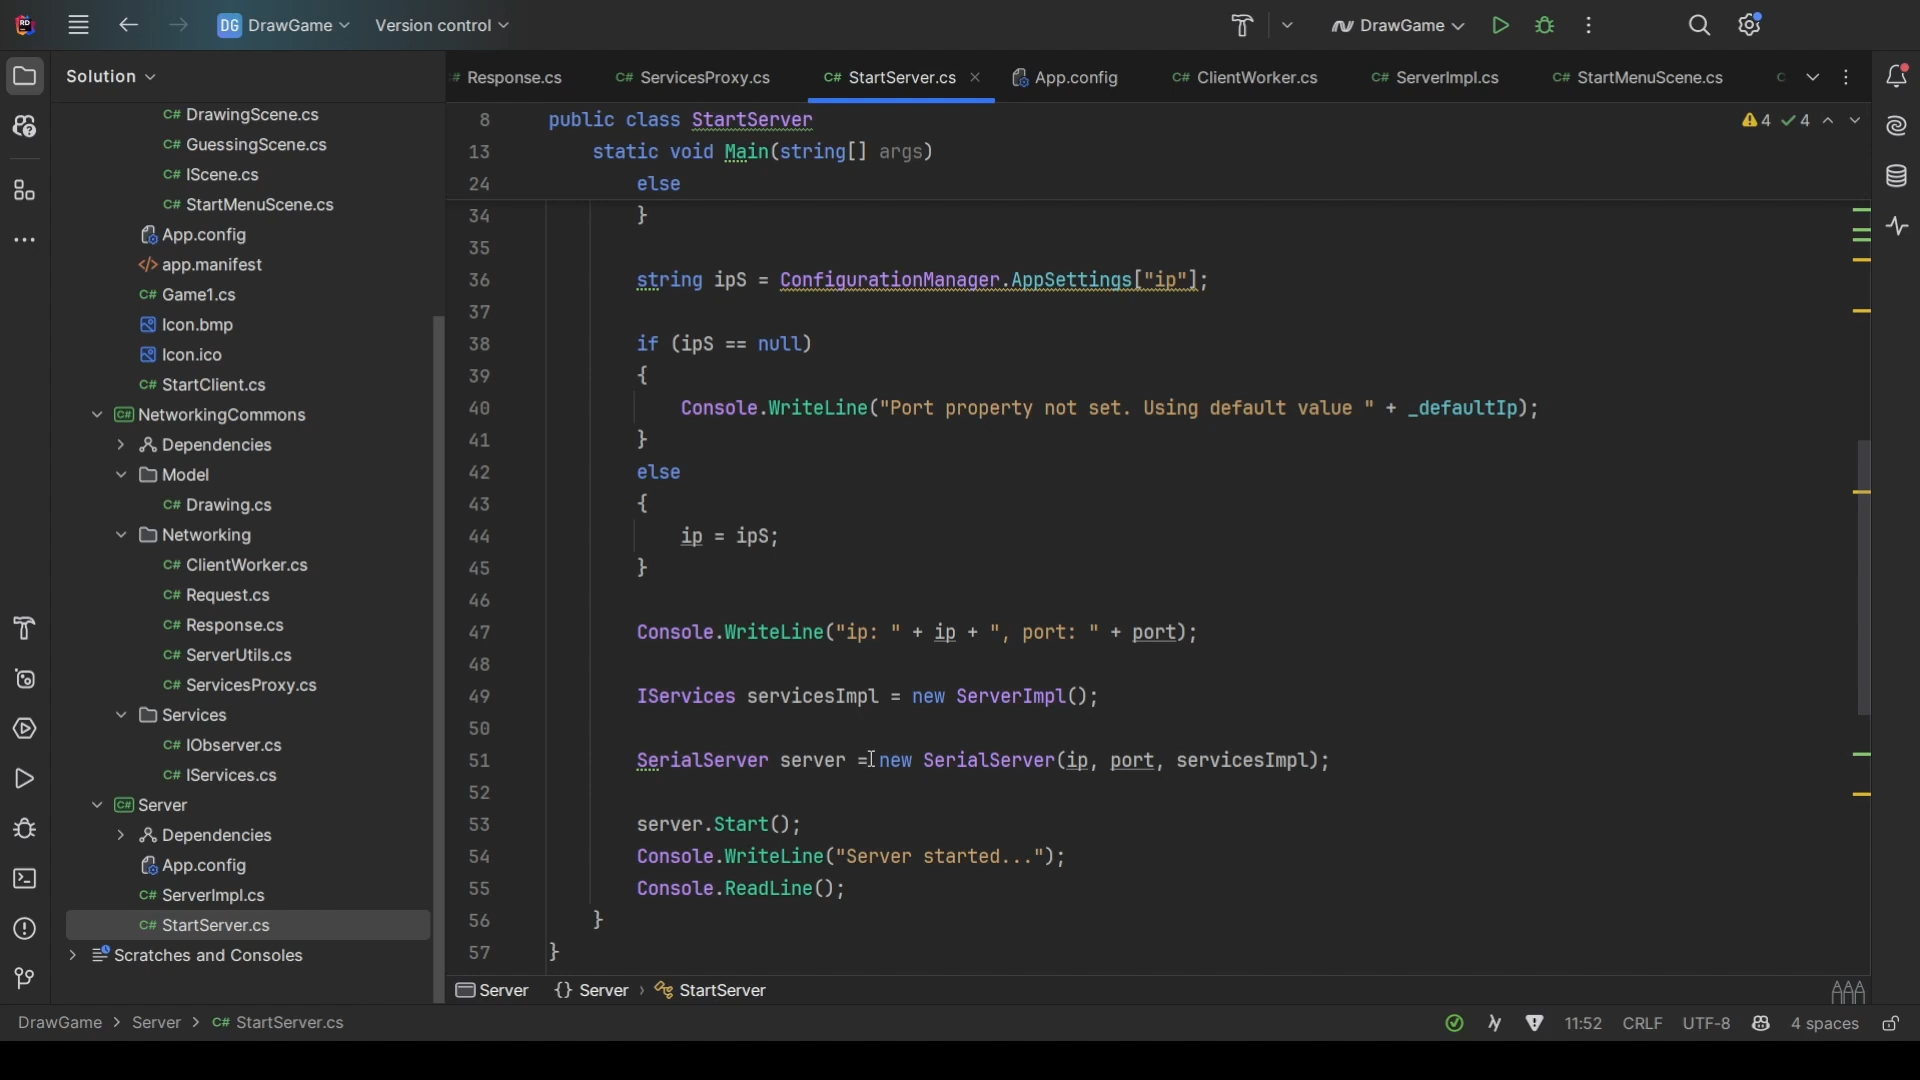 DG DrawGame Version control DrawGame
Solution
Response.cs C# ServicesProxy.cs C# StartServer.cs App.config C# ClientWorker.cs C# ServerImpl.cs C# StartMenuScene.cs
C# DrawingScene.cs
C# GuessingScene.cs
C# IScene.cs
C# StartMenuScene.cs
App.config
app.manifest
C# Game1.cs
Icon.bmp
Icon.ico
C# StartClient.cs
C# NetworkingCommons
Dependencies
Model
C# Drawing.cs
Networking
C# ClientWorker.cs
C# Request.cs
C# Response.cs
C# ServerUtils.cs
C# ServicesProxy.cs
Services
C# IObserver.cs
C# IServices.cs
C# Server
Dependencies
App.config
C# ServerImpl.cs
C# StartServer.cs
Scratches and Consoles
8 public class StartServer
4 4
13 static void Main(string[] args)
24 else
34 }
35
36 string ipS = ConfigurationManager.AppSettings["ip"];
37
38 if (ipS == null)
39 {
40 Console.WriteLine("Port property not set. Using default value " + _defaultIp);
41 }
42 else
43 {
44 ip = ipS;
45 }
46
47 Console.WriteLine("ip: " + ip + ", port: " + port);
48
49 IServices servicesImpl = new ServerImpl();
50
51 SerialServer server = new SerialServer(ip, port, servicesImpl);
52
53 server.Start();
54 Console.WriteLine("Server started...");
55 Console.ReadLine();
56 }
57 }
Server {} Server › StartServer
DrawGame > Server > C# StartServer.cs 11:52 CRLF UTF-8 4 spaces